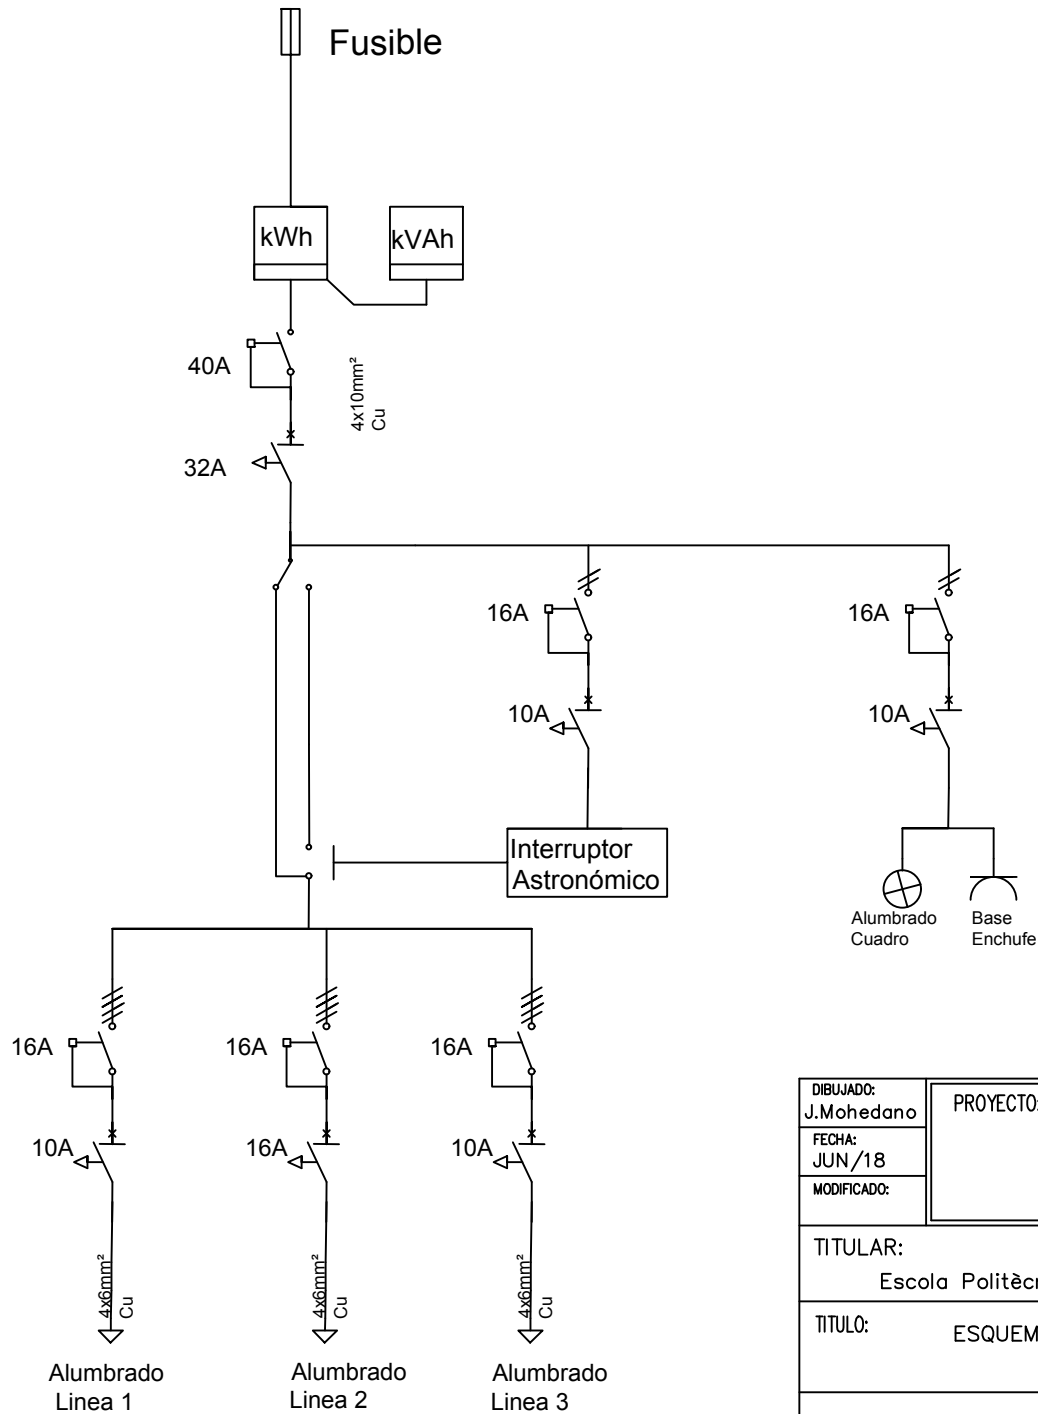 Fusible
kWh
kVAh
40A
4x10mm²
Cu
32A
16A
16A
10A
10A
Interruptor
Astronómico
Alumbrado
Cuadro
Base
Enchufe
16A
16A
16A
10A
16A
10A
4x6mm²
Cu
4x6mm²
Cu
4x6mm²
Cu
Alumbrado
Linea 1
Alumbrado
Linea 2
Alumbrado
Linea 3
DIBUJADO:
J.Mohedano
PROYECTO:
FECHA:
JUN/18
MODIFICADO:
TITULAR:
Escola Politècn
TITULO:
ESQUEM